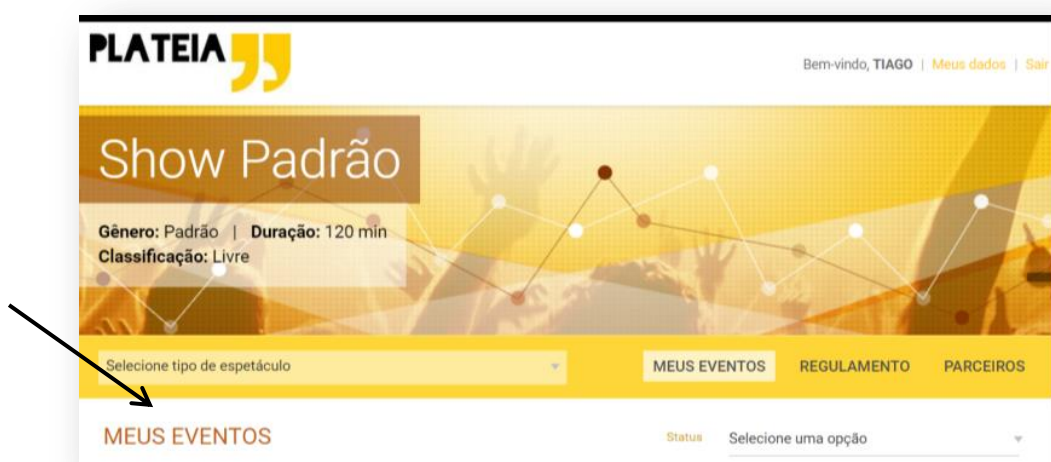 PLATEIA
Bem-vindo, TIAGO | Meus dados | Sair
Show Padrão
Gênero: Padrão | Duração: 120 min
Classificação: Livre
Selecione tipo de espetáculo
MEUS EVENTOS REGULAMENTO PARCEIROS
MEUS EVENTOS
Status Selecione uma opção